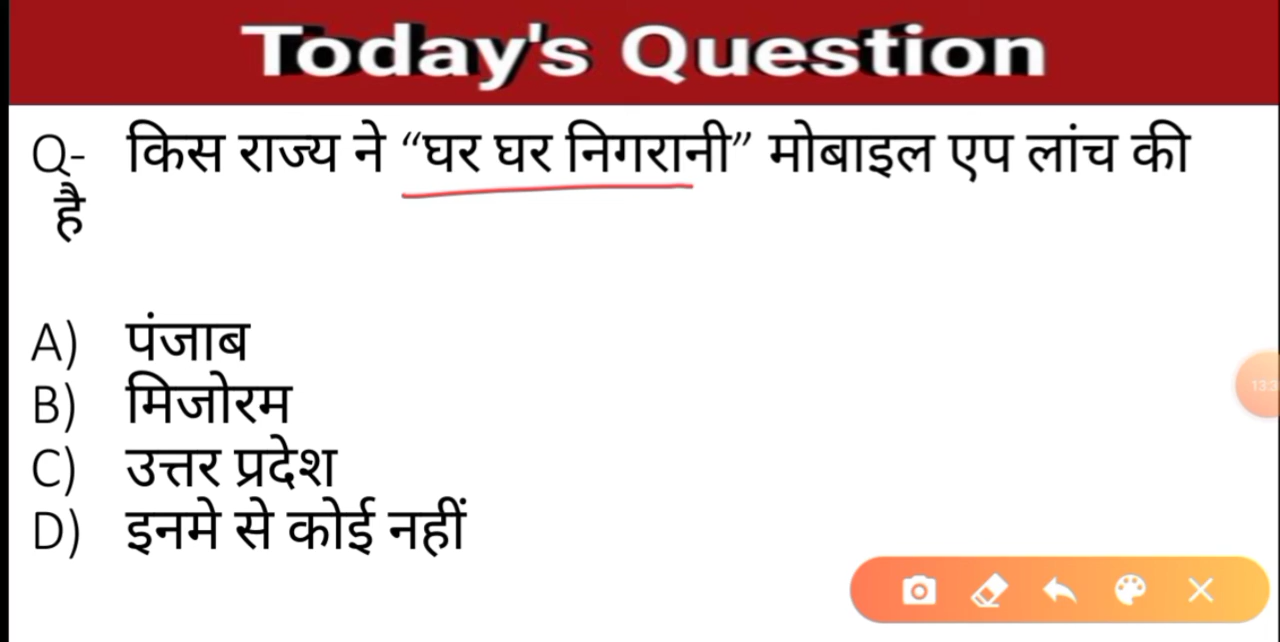 Today's Question
Q- किस राज्य ने “घर घर निगरानी” मोबाइल एप लांच की
है
A) पंजाब
B) मिजोरम
C) उत्तर प्रदेश
D) इनमे से कोई नहीं